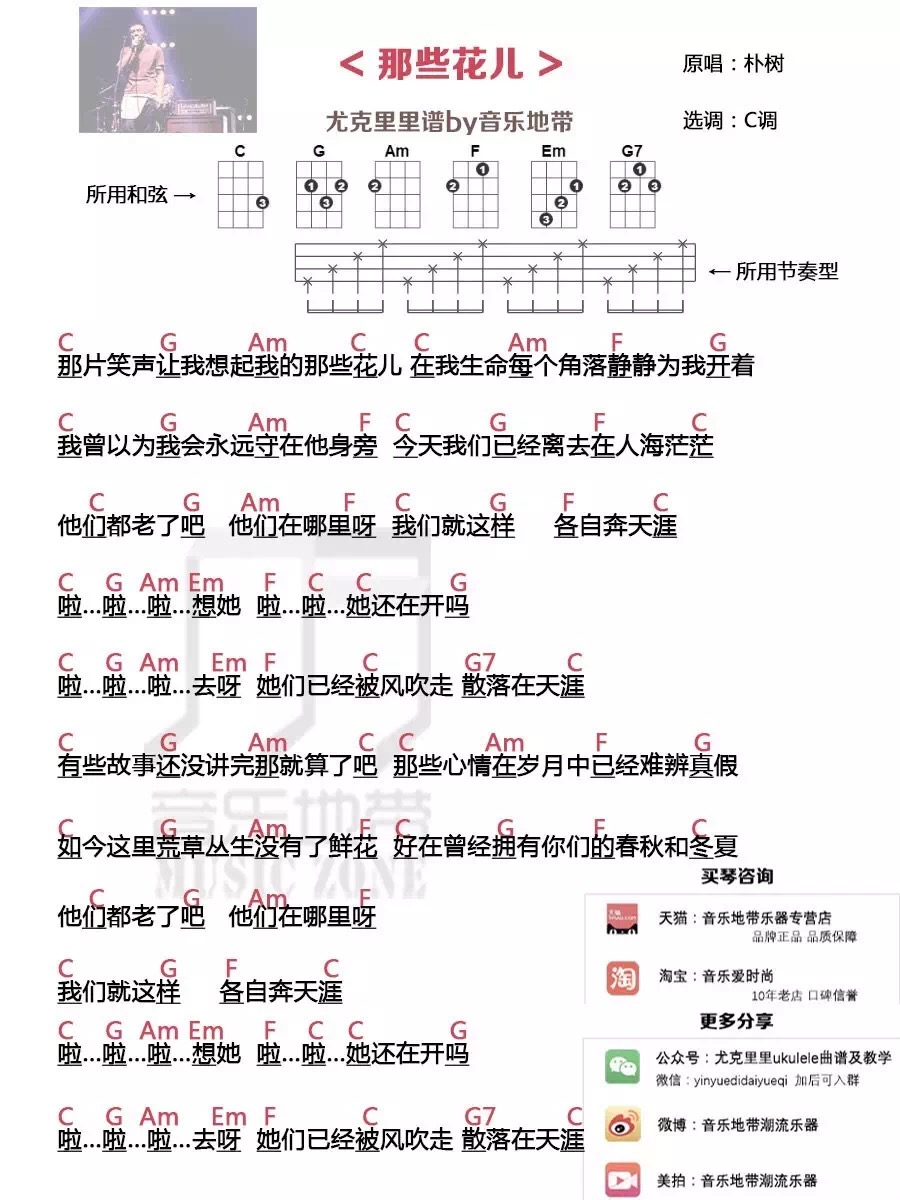 < 那些花儿 >
原唱：朴树
尤克里里谱by音乐地带
选调：C调
C G Am F Em G7
所用和弦 →
3 1 2 3 2 1 2 1 2 3 1 2 3
← 所用节奏型
C G Am C C Am F G
那片笑声让我想起我的那些花儿 在我生命每个角落静静为我开着
C G Am F C G F C
我曾以为我会永远守在他身旁 今天我们已经离去在人海茫茫
C G Am F C G F C
他们都老了吧 他们在哪里呀 我们就这样 各自奔天涯
C G Am Em F C C G
啦...啦...啦...想她 啦...啦...她还在开吗
C G Am Em F C G7 C
啦...啦...啦...去呀 她们已经被风吹走 散落在天涯
C G Am C C Am F G
有些故事还没讲完那就算了吧 那些心情在岁月中已经难辨真假
音乐地带
C G Am F C G F C
如今这里荒草丛生没有了鲜花 好在曾经拥有你们的春秋和冬夏
MUSIC ZONE
C G Am F
他们都老了吧 他们在哪里呀
C G F C
我们就这样 各自奔天涯
C G Am Em F C C G
啦...啦...啦...想她 啦...啦...她还在开吗
C G Am Em F C G7 C
啦...啦...啦...去呀 她们已经被风吹走 散落在天涯
买琴咨询
天猫：音乐地带乐器专营店
品牌正品 品质保障
淘
淘宝：音乐爱时尚
10年老店 口碑信誉
更多分享
公众号：尤克里里ukulele曲谱及教学
微信：yinyuedidaiyueqi 加后可入群
微博：音乐地带潮流乐器
美拍：音乐地带潮流乐器